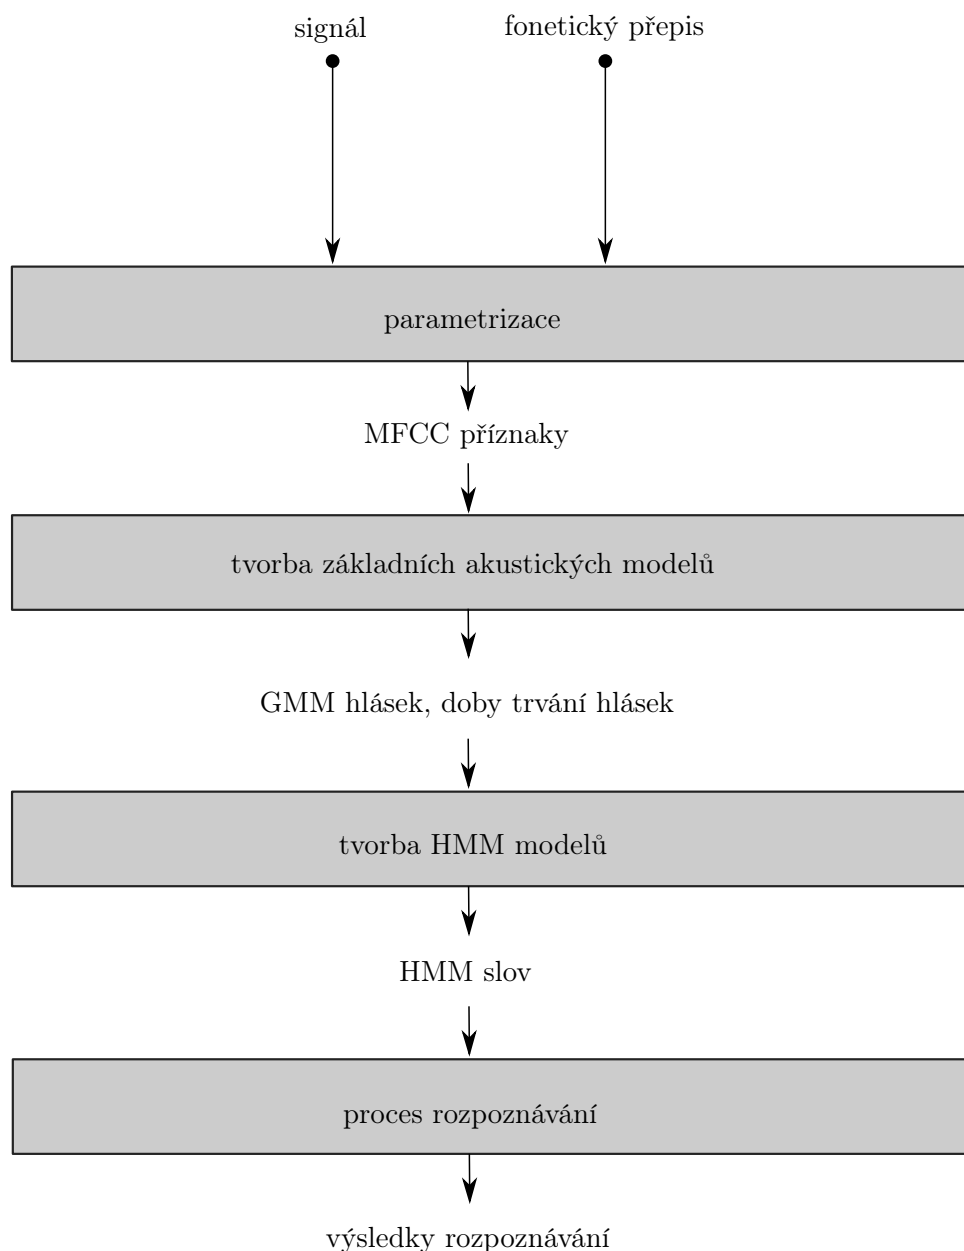 signál
fonetický přepis
parametrizace
MFCC příznaky
tvorba základních akustických modelů
GMM hlásek, doby trvání hlásek
tvorba HMM modelů
HMM slov
proces rozpoznávání
výsledky rozpoznávání